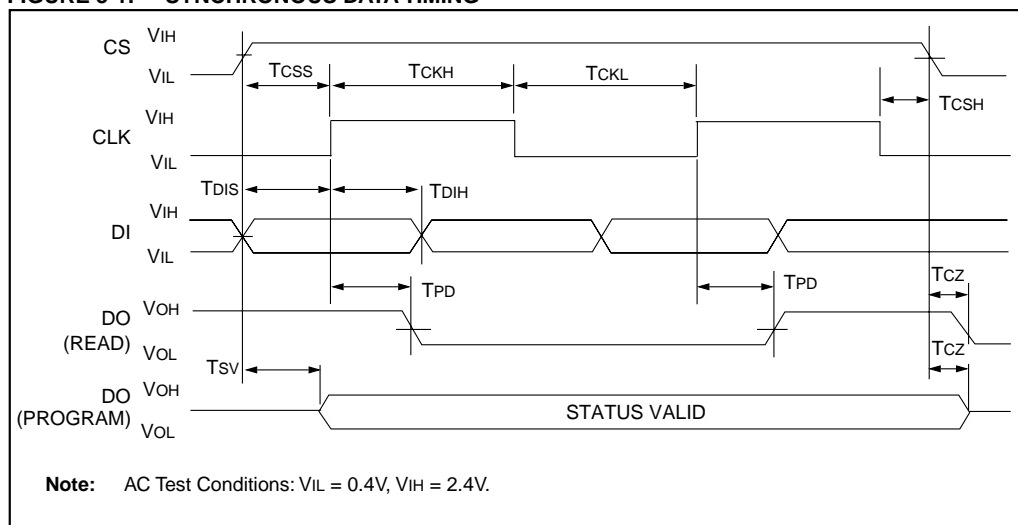 FIGURE 3-1: SYNCHRONOUS DATA TIMING
CS VIH
VIL
TCSS TCKH TCKL
TCSH
CLK VIH
VIL
TDIS TDIH
DI VIH
VIL
TPD TPD TCZ
DO (READ) VOH
VOL
TSV TCZ
DO (PROGRAM) VOH
VOL
STATUS VALID
Note: AC Test Conditions: VIL = 0.4V, VIH = 2.4V.